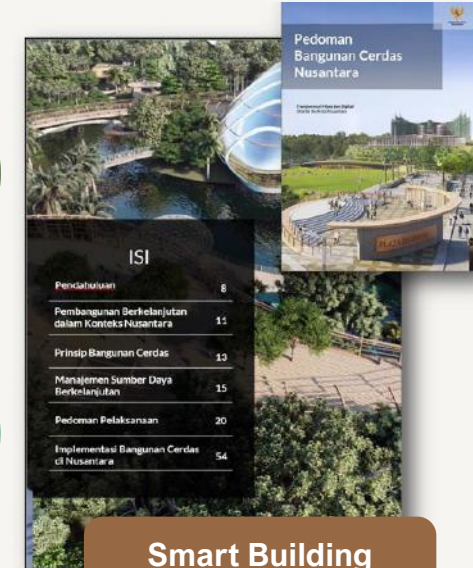 Pedoman
Bangunan Cerdas
Nusantara
ISI
Pendahuluan 8
Pembangunan Berkelanjutan
dalam Konteks Nusantara 11
Prinsip Bangunan Cerdas 13
Manajemen Sumber Daya
Berkelanjutan 15
Pedoman Pelaksanaan 20
Implementasi Bangunan Cerdas
di Nusantara 54
Smart Building